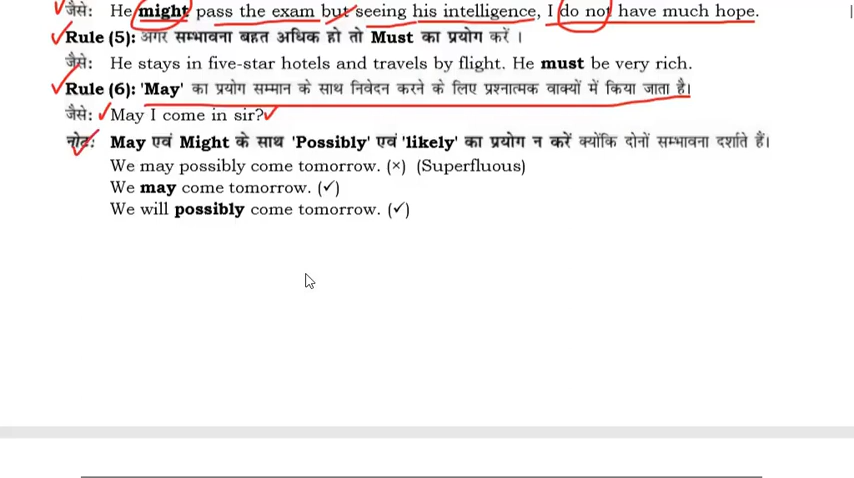 जैसे: He might pass the exam but seeing his intelligence, I do not have much hope.
Rule (5): अगर सम्भावना बहुत अधिक हो तो Must का प्रयोग करें ।
जैसे: He stays in five-star hotels and travels by flight. He must be very rich.
Rule (6): 'May' का प्रयोग सम्मान के साथ निवेदन करने के लिए प्रश्नात्मक वाक्यों में किया जाता है।
जैसे: May I come in sir?
नोट: May एवं Might के साथ 'Possibly' एवं 'likely' का प्रयोग न करें क्योंकि दोनों सम्भावना दर्शाते हैं।
We may possibly come tomorrow. (×) (Superfluous)
We may come tomorrow. (✓)
We will possibly come tomorrow. (✓)